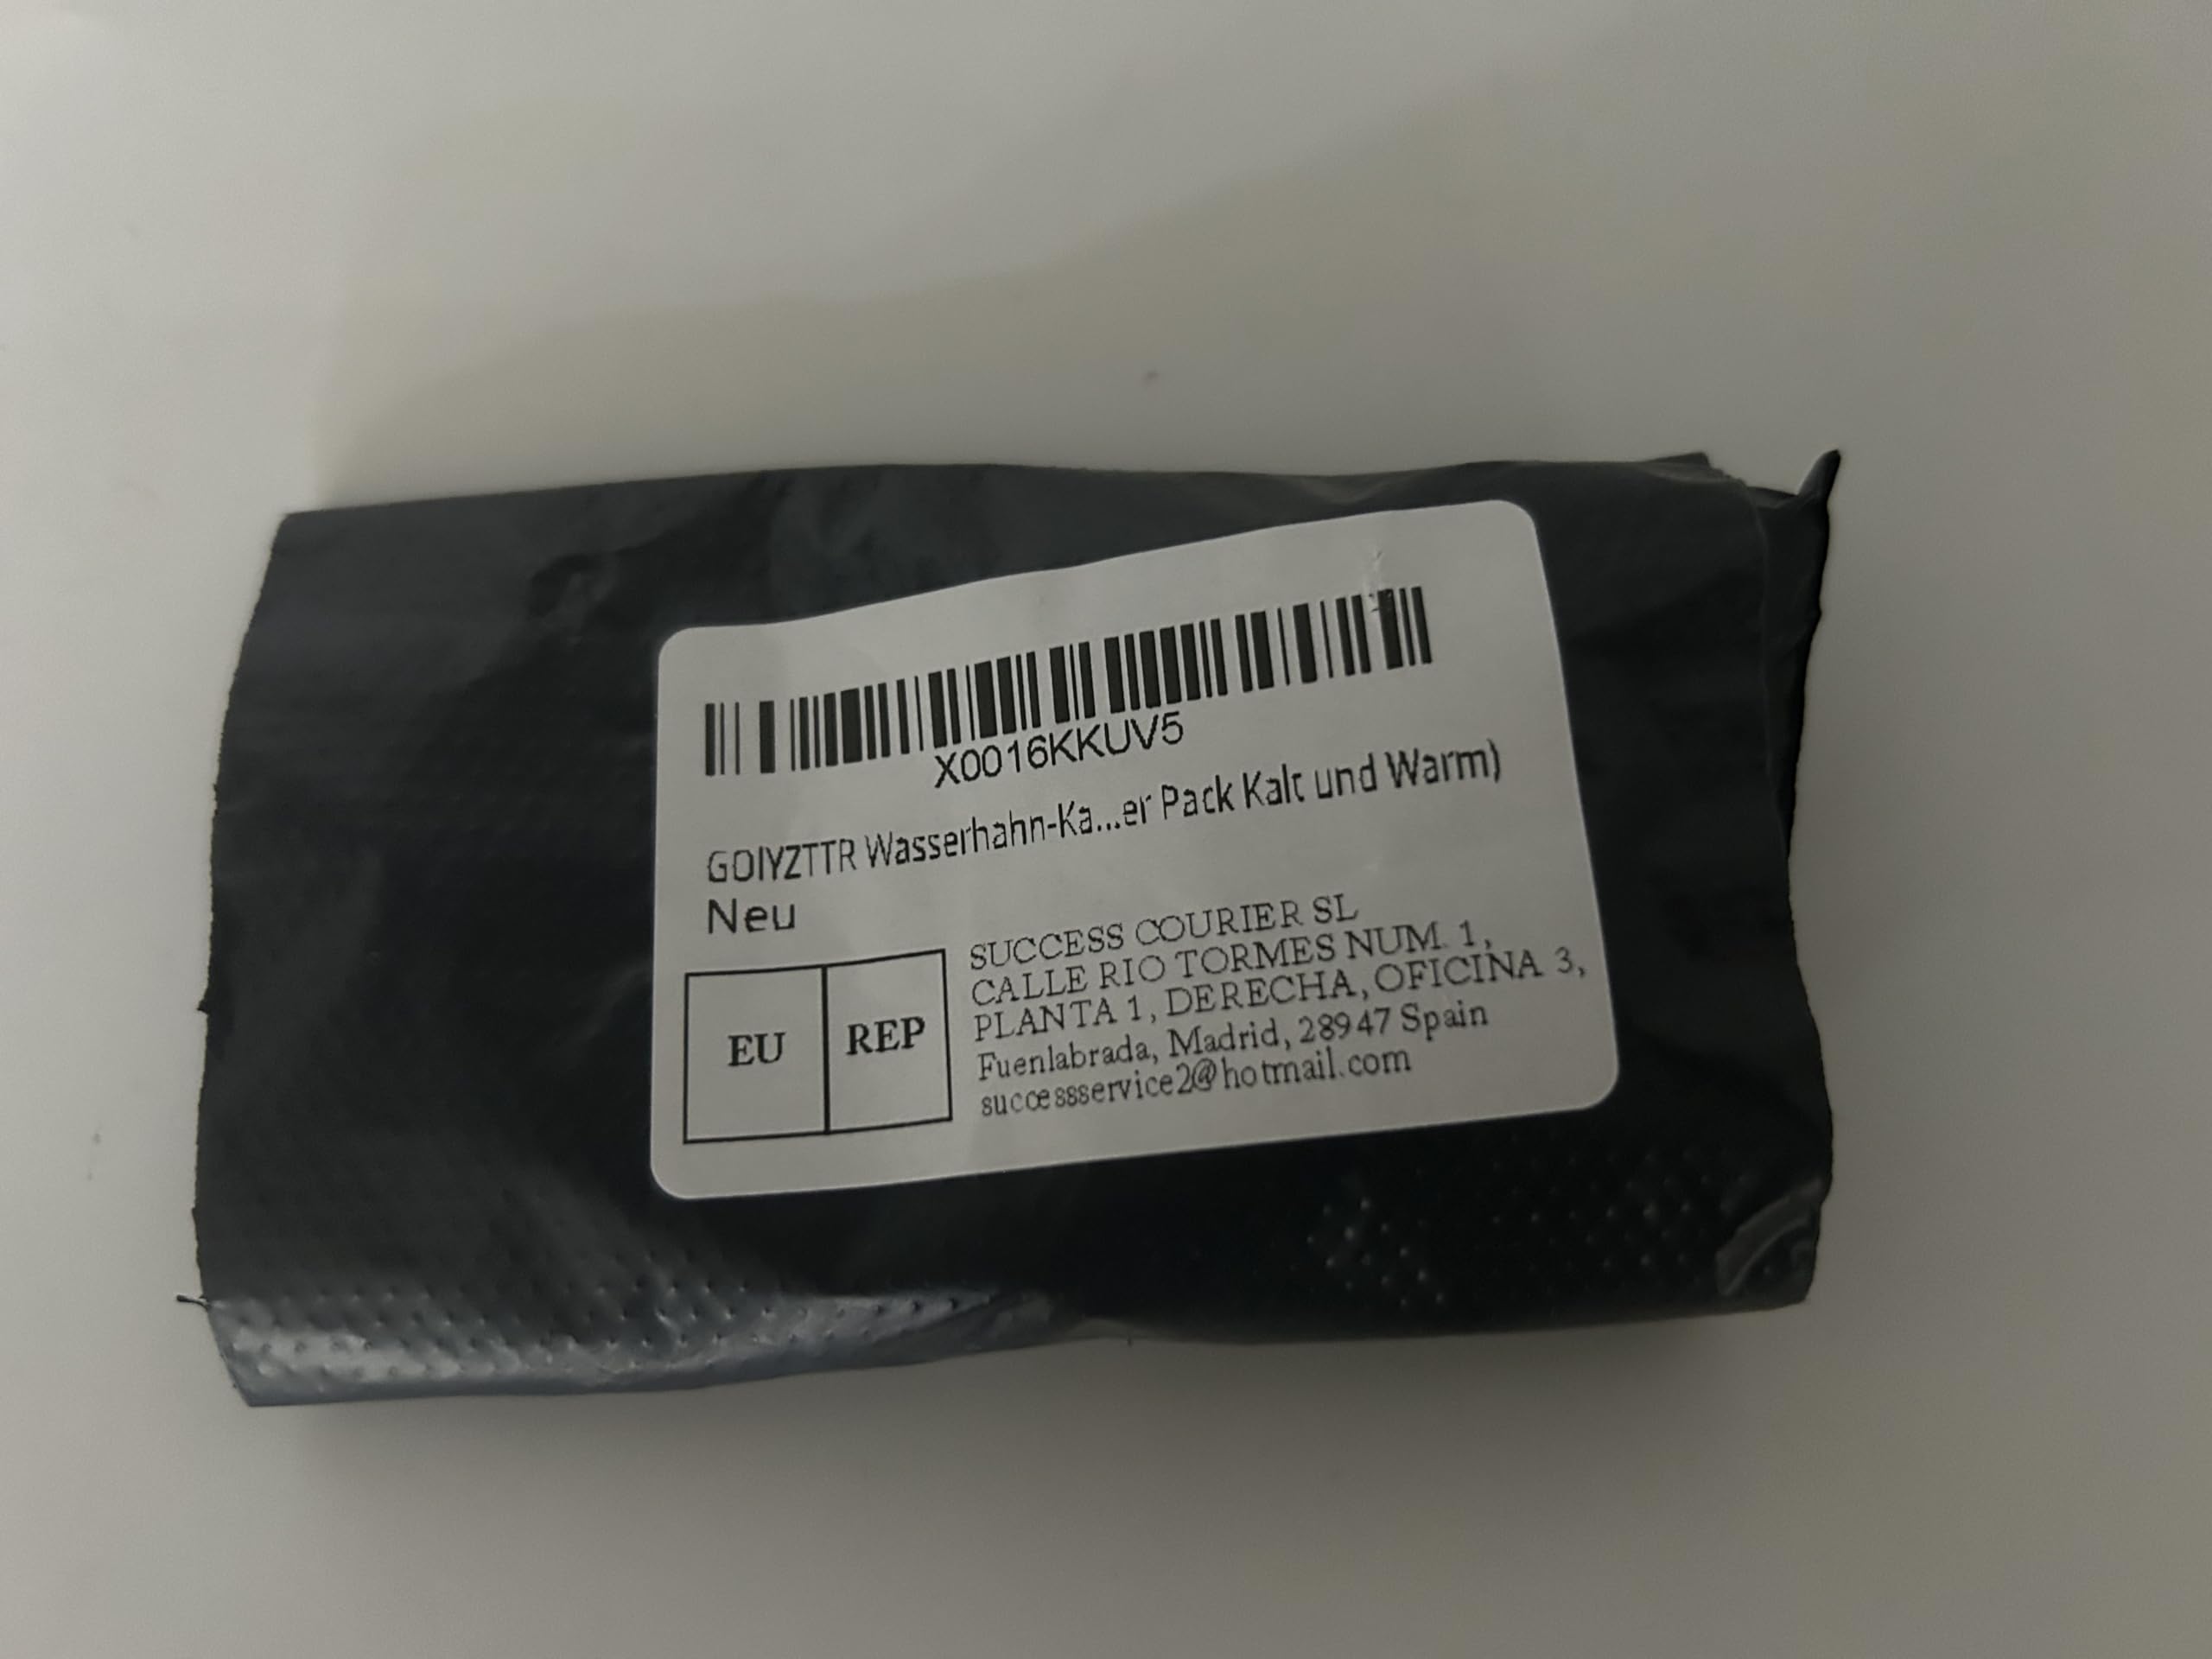 X0016KKUV5
GOIYZTTR Wasserhahn-Ka...er Pack Kalt und Warm)
Neu
EU REP
SUCCESS COURIER SL
CALLE RIO TORMES NUM. 1,
PLANTA 1, DERECHA, OFICINA 3,
Fuenlabrada, Madrid, 28947 Spain
successservice2@hotmail.com